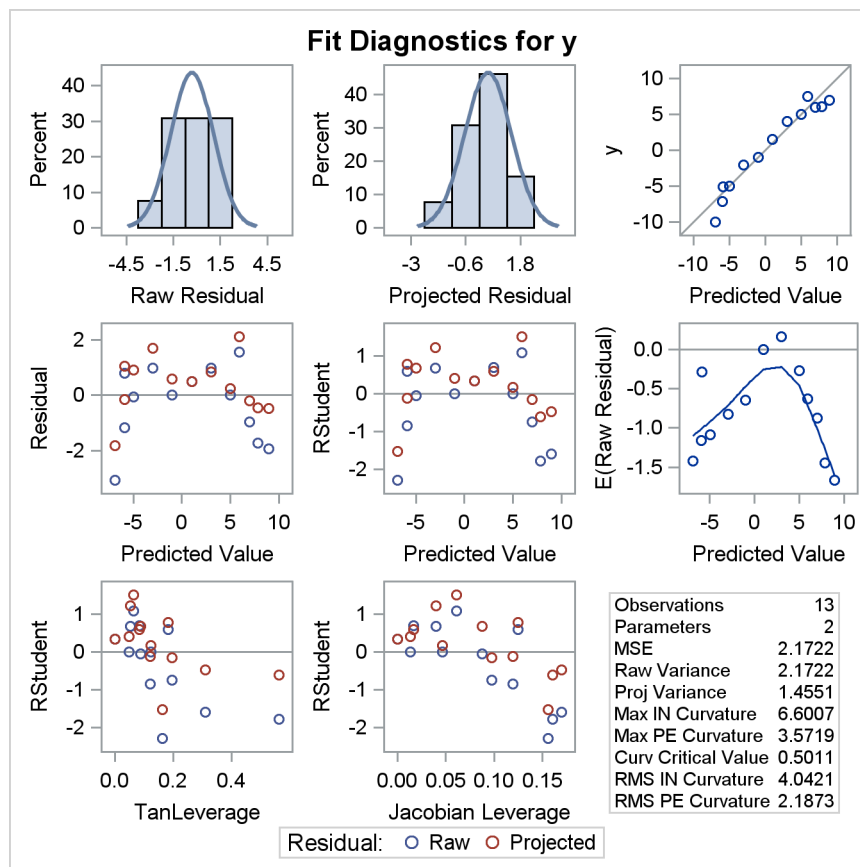 Fit Diagnostics for y
Percent
40
30
20
10
0
-4.5 -1.5 1.5 4.5
Raw Residual
Percent
40
30
20
10
0
-3 -0.6 1.8
Projected Residual
y
10
5
0
-5
-10
-10 -5 0 5 10
Predicted Value
Residual
2
0
-2
-5 0 5 10
Predicted Value
RStudent
1
0
-1
-2
-5 0 5 10
Predicted Value
E(Raw Residual)
0.0
-0.5
-1.0
-1.5
-5 0 5 10
Predicted Value
RStudent
1
0
-1
-2
0.0 0.2 0.4
TanLeverage
RStudent
1
0
-1
-2
0.00 0.05 0.10 0.15
Jacobian Leverage
Observations 13
Parameters 2
MSE 2.1722
Raw Variance 2.1722
Proj Variance 1.4551
Max IN Curvature 6.6007
Max PE Curvature 3.5719
Curv Critical Value 0.5011
RMS IN Curvature 4.0421
RMS PE Curvature 2.1873
Residual: Raw Projected